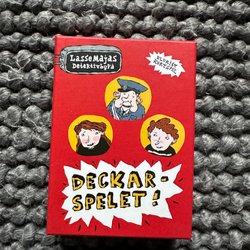 LasseMajas
Detektivbyrå
DECKAR-
SPELET!